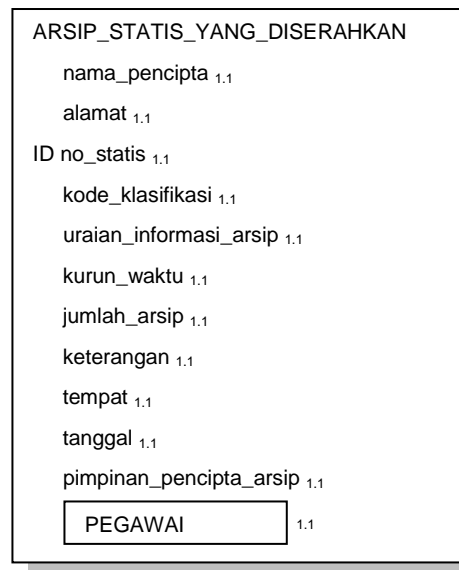 ARSIP_STATIS_YANG_DISERAHKAN
nama_pencipta 1.1
alamat 1.1
ID no_statis 1.1
kode_klasifikasi 1.1
uraian_informasi_arsip 1.1
kurun_waktu 1.1
jumlah_arsip 1.1
keterangan 1.1
tempat 1.1
tanggal 1.1
pimpinan_pencipta_arsip 1.1
PEGAWAI 1.1